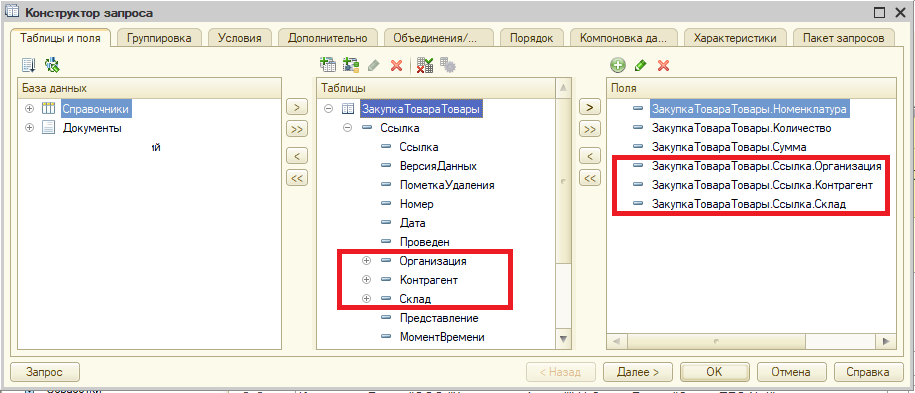 Конструктор запроса
Таблицы и поля
Группировка
Условия
Дополнительно
Объединения/...
Порядок
Компоновка да...
Характеристики
Пакет запросов
База данных
Справочники
Документы
ий
Таблицы
ЗакупкаТовараТовары
Ссылка
Ссылка
ВерсияДанных
ПометкаУдаления
Номер
Дата
Проведен
Организация
Контрагент
Склад
Представление
МоментВремени
Поля
ЗакупкаТовараТовары.Номенклатура
ЗакупкаТовараТовары.Количество
ЗакупкаТовараТовары.Сумма
ЗакупкаТовараТовары.Ссылка.Организация
ЗакупкаТовараТовары.Ссылка.Контрагент
ЗакупкаТовараТовары.Ссылка.Склад
>
>>
<
<<
>
>>
<
<<
Запрос
< Назад
Далее >
OK
Отмена
Справка